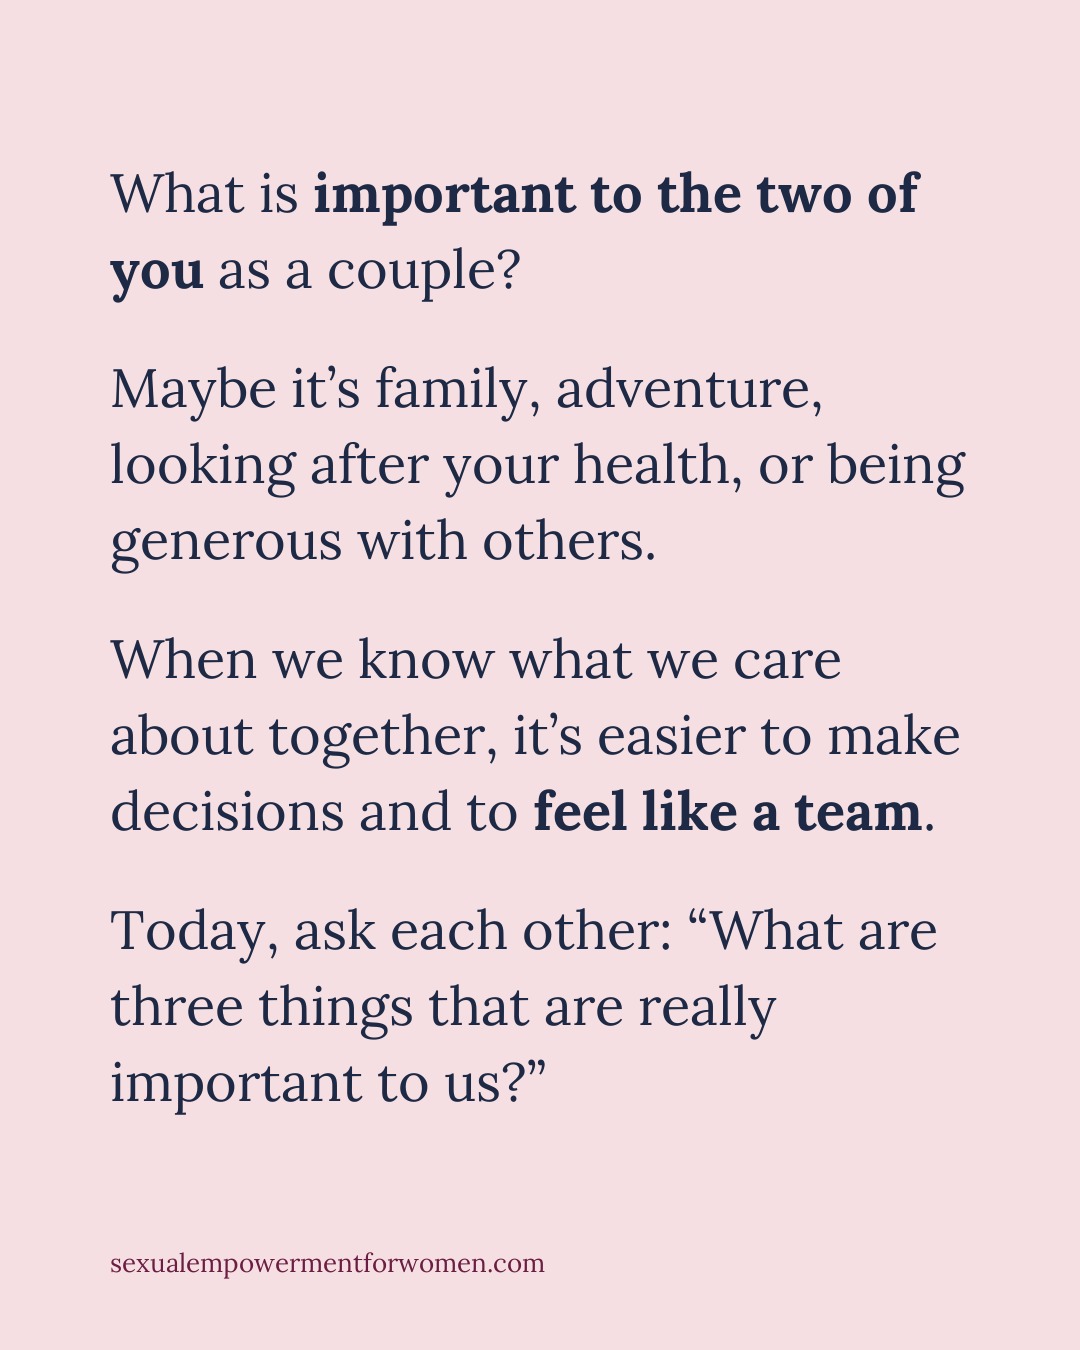 What is important to the two of
you as a couple?
Maybe it’s family, adventure,
looking after your health, or being
generous with others.
When we know what we care
about together, it’s easier to make
decisions and to feel like a team.
Today, ask each other: “What are
three things that are really
important to us?”
sexualempowermentforwomen.com